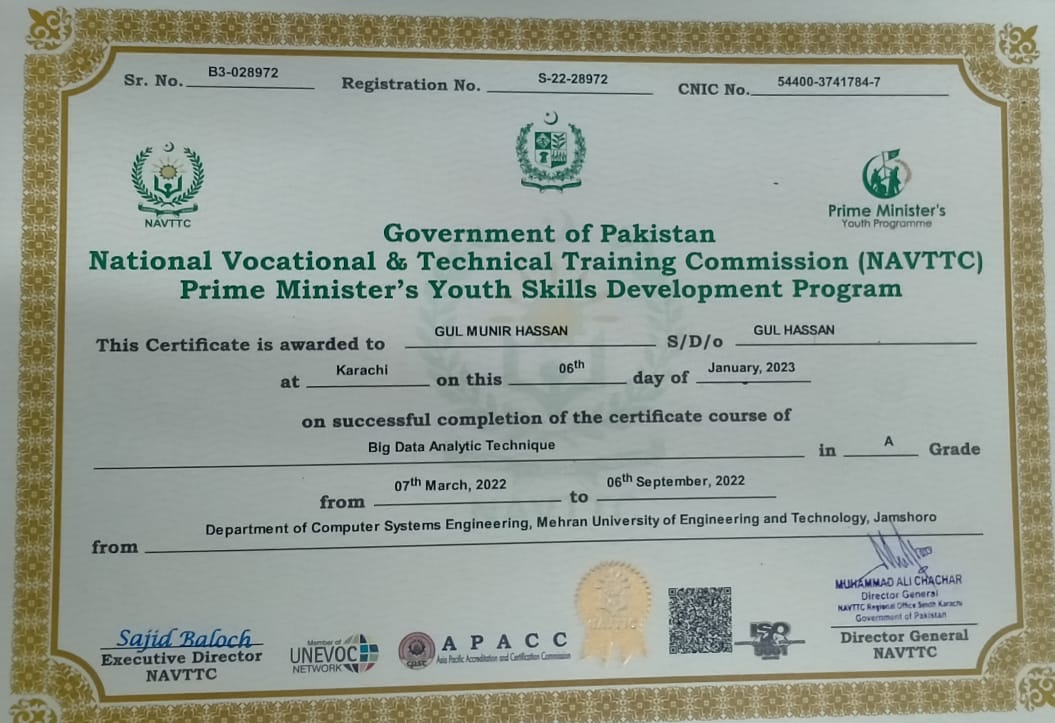 Sr. No. B3-028972 Registration No. S-22-28972 CNIC No. 54400-3741784-7
NAVTTC
Prime Minister's
Youth Programme
Government of Pakistan
National Vocational & Technical Training Commission (NAVTTC)
Prime Minister's Youth Skills Development Program
This Certificate is awarded to GUL MUNIR HASSAN S/D/o GUL HASSAN
at Karachi on this 06th day of January, 2023
on successful completion of the certificate course of
Big Data Analytic Technique in A Grade
from 07th March, 2022 to 06th September, 2022
from Department of Computer Systems Engineering, Mehran University of Engineering and Technology, Jamshoro
MUHAMMAD ALI CHACHAR
Director General
NAVTTC Regional Office Sindh Karachi
Government of Pakistan
Director General
NAVTTC
Sajid Baloch
Executive Director
NAVTTC
Member of
UNEVOC
NETWORK
APACC
Asia Pacific Accreditation and Certification Commission
NAVTTC
ISO
9001